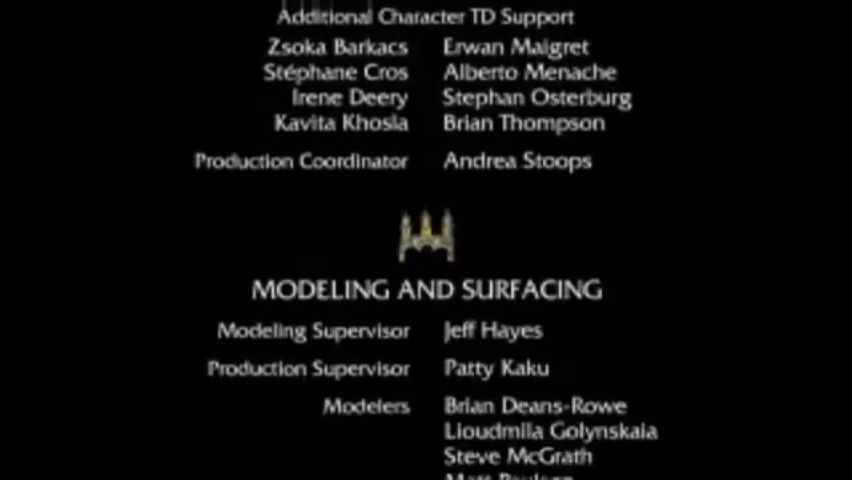 Additional Character TD Support
Zsoka Barkacs Erwan Maigret
Stéphane Cros Alberto Menache
Irene Deery Stephan Osterburg
Kavita Khosla Brian Thompson
Production Coordinator Andrea Stoops
MODELING AND SURFACING
Modeling Supervisor Jeff Hayes
Production Supervisor Patty Kaku
Modelers Brian Deans-Rowe
Lioudmila Golynskaia
Steve McGrath